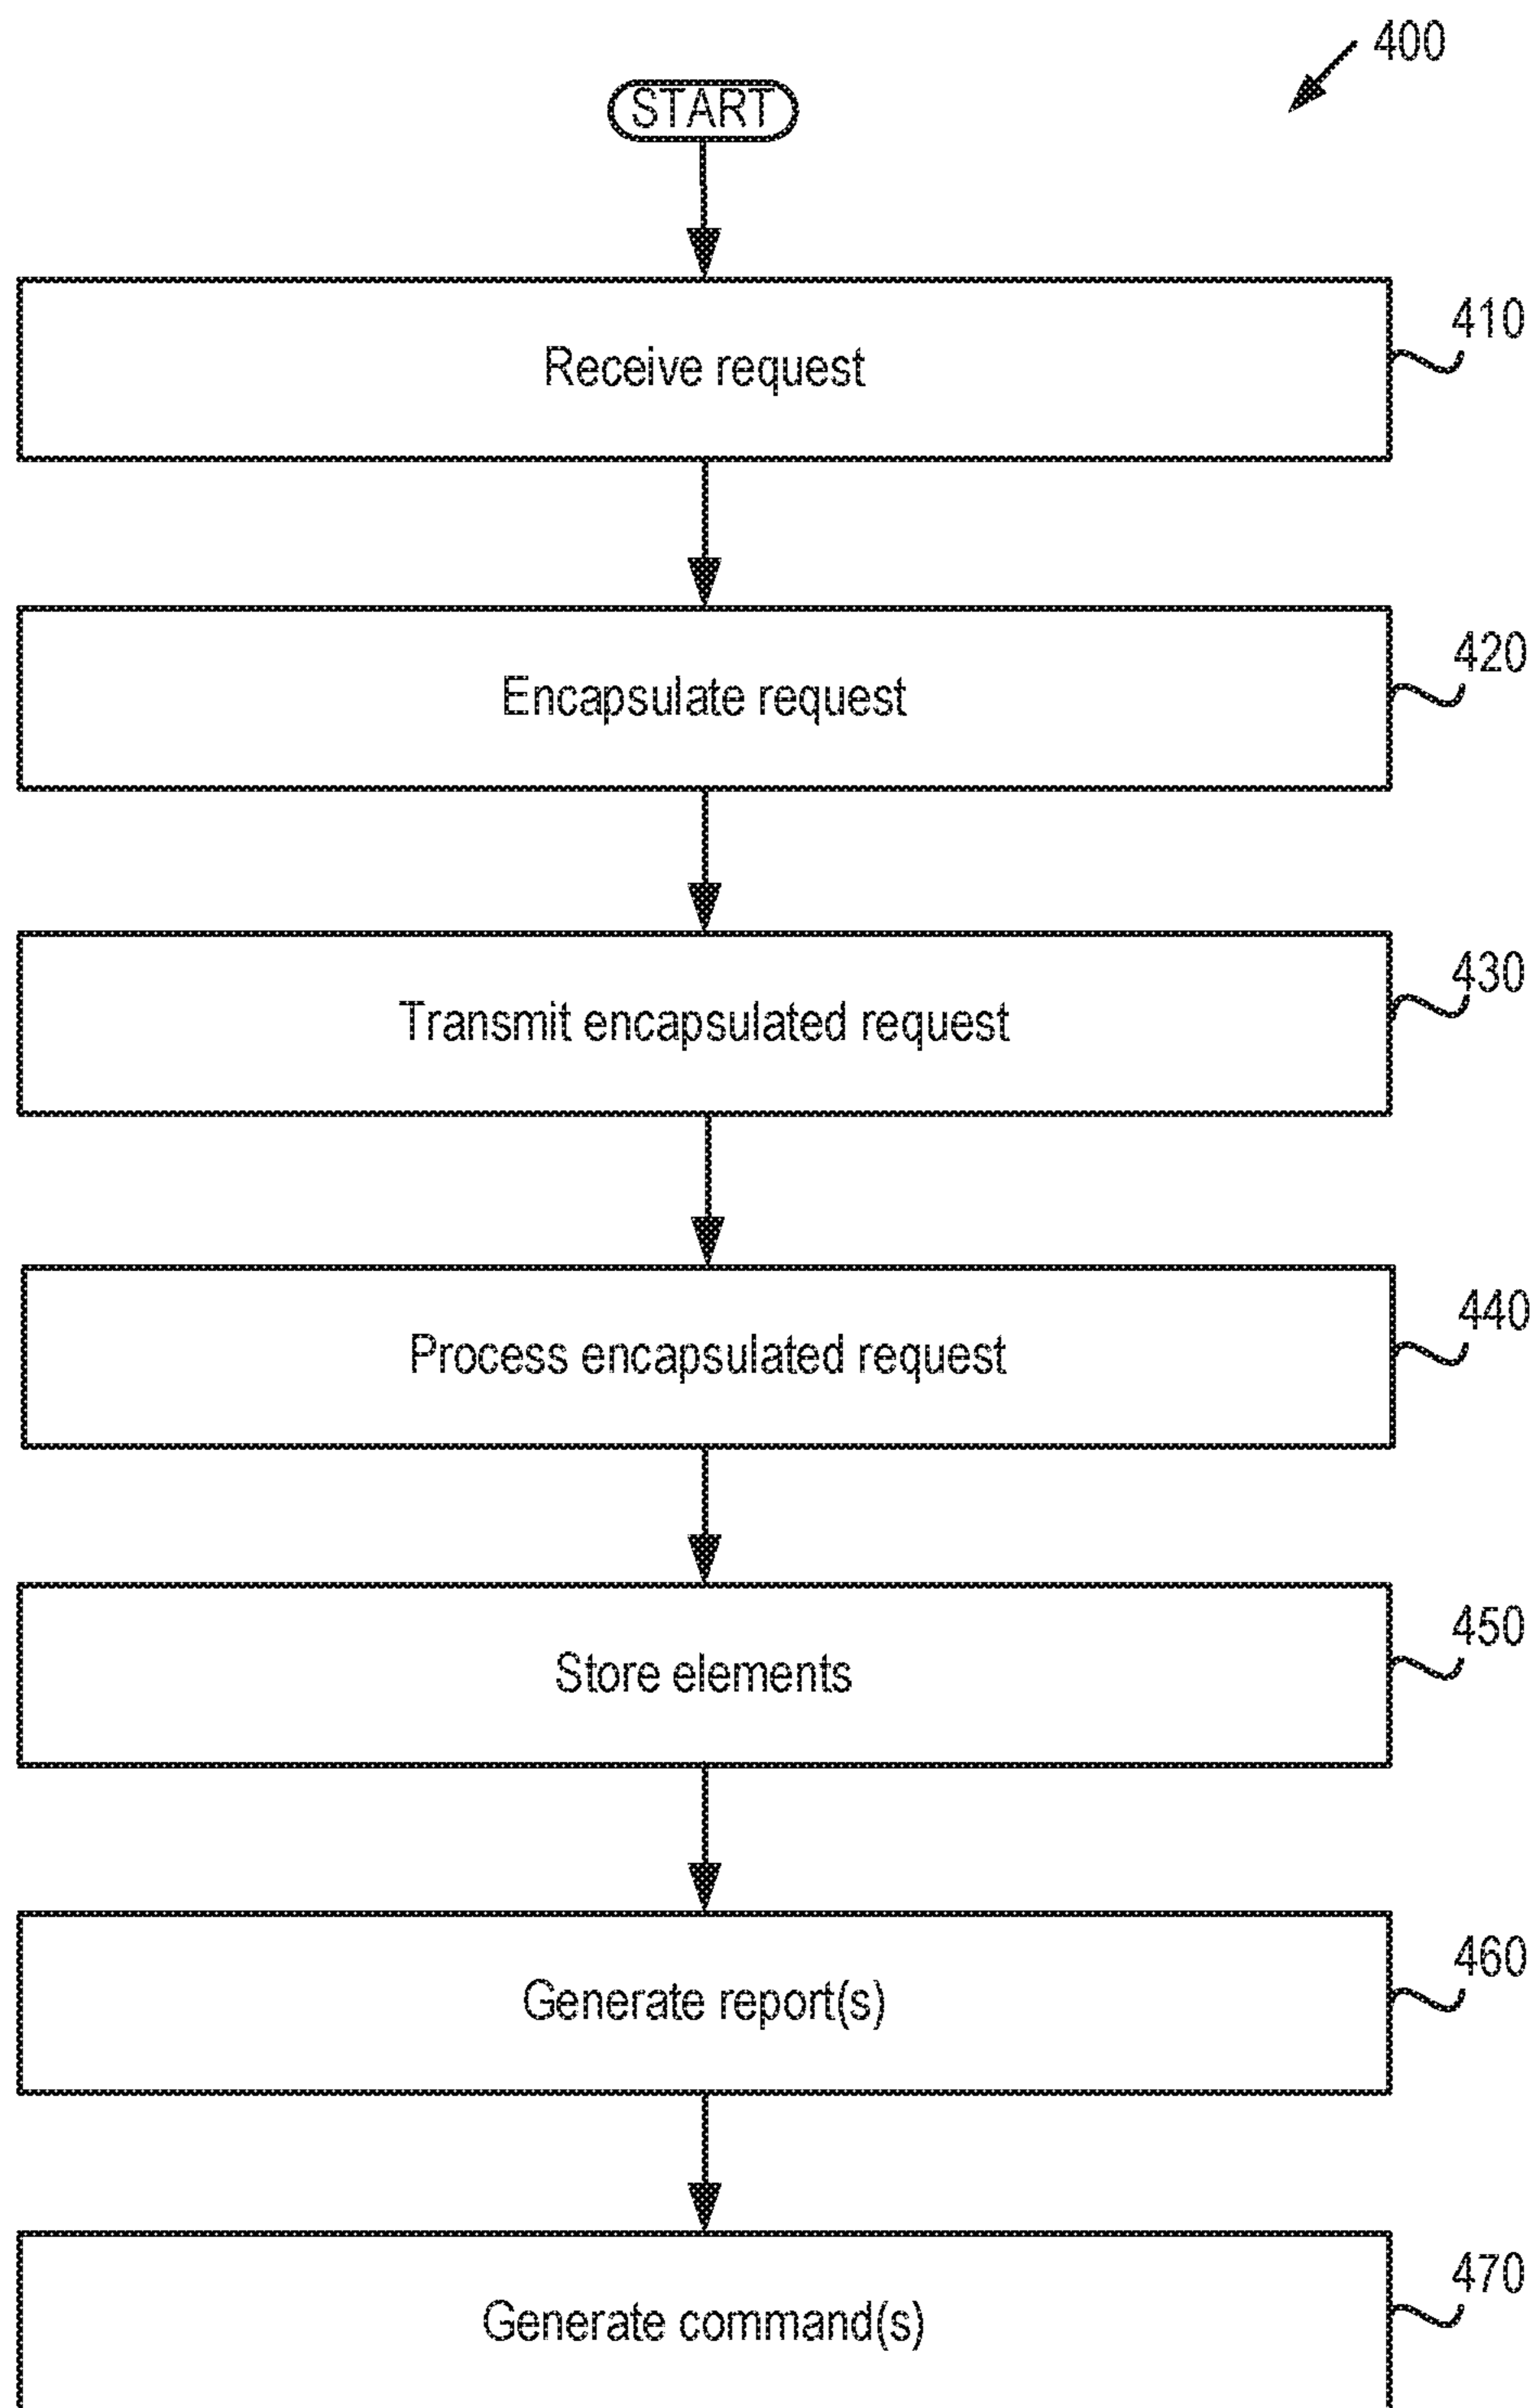 400
START
410
Receive request
420
Encapsulate request
430
Transmit encapsulated request
440
Process encapsulated request
450
Store elements
460
Generate report(s)
470
Generate command(s)